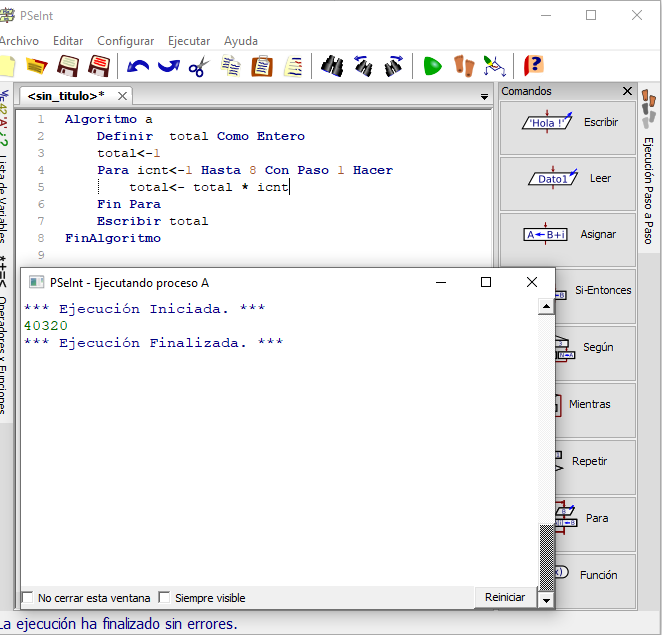 PSeInt
Archivo Editar Configurar Ejecutar Ayuda
<sin_titulo>*
1 Algoritmo a
2 Definir total Como Entero
3 total<-1
4 Para icnt<-1 Hasta 8 Con Paso 1 Hacer
5 total<- total * icnt
6 Fin Para
7 Escribir total
8 FinAlgoritmo
9
Lista de Variables
Operadores y Funciones
PSeInt - Ejecutando proceso A
*** Ejecución Iniciada. ***
40320
*** Ejecución Finalizada. ***
No cerrar esta ventana
Siempre visible
Reiniciar
Comandos
'Hola !' Escribir
Dato1 Leer
A←B+i Asignar
Si-Entonces
Según
Mientras
Repetir
Para
Función
Ejecución Paso a Paso
La ejecución ha finalizado sin errores.